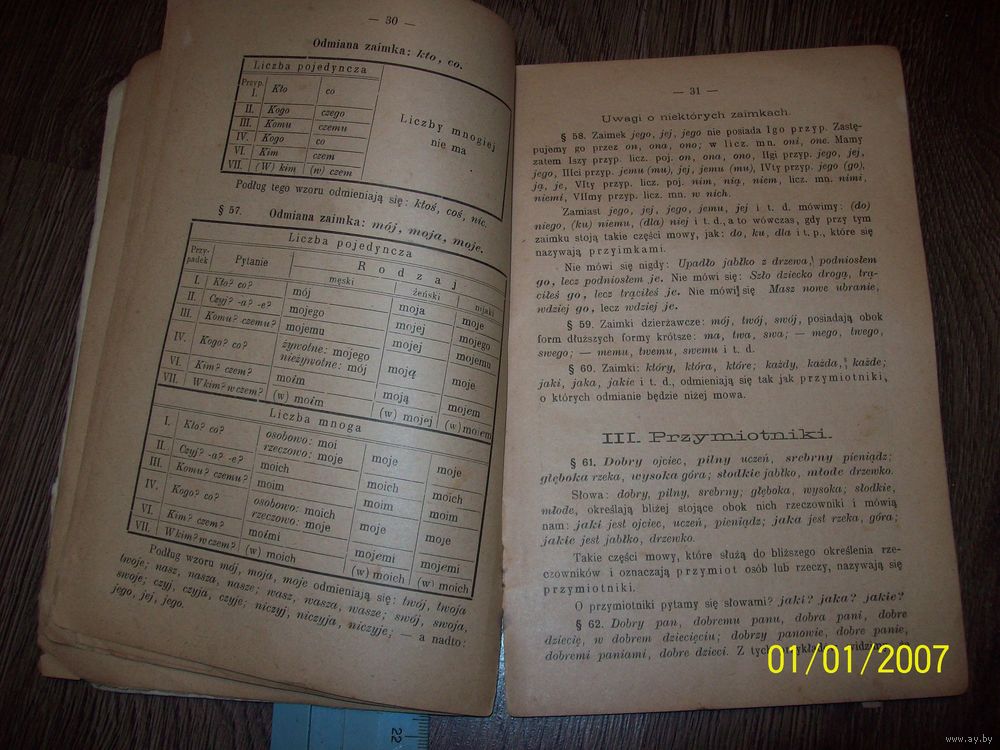 — 30 —
Odmiana zaimka: kto, co.
Liczba pojedyncza
Przyp.
I. Kto co
II. Kogo czego
III. Komu czemu
IV. Kogo co
VI. Kim czem
VII. (W) kim (w) czem
Liczby mnogiej
nie ma
Podług tego wzoru odmieniają się: ktoś, coś, nic.
§ 57. Odmiana zaimka: mój, moja, moje.
Liczba pojedyncza
Przypadek Pytanie Rodzaj
męski żeński nijaki
I. Kto? co? mój moja moje
II. Czyj? -a? -e? mojego mojej mojego
III. Komu? czemu? mojemu mojej mojemu
IV. Kogo? co? żywotne: mojego moją moje
nieżywotne: mój
VI. Kim? czem? moim moją moim
VII. W kim? w czem? (w) moim (w) mojej (w) moim
Liczba mnoga
I. Kto? co? osobowo: moi moje moje
rzeczowo: moje
II. Czyj? -a? -e? moich moich moich
III. Komu? czemu? moim moim moim
IV. Kogo? co? osobowo: moich moje moje
rzeczowo: moje
VI. Kim? czem? moimi mojemi mojemi
VII. W kim? w czem? (w) moich (w) moich (w) moich
Podług wzoru mój, moja, moje odmieniają się: twój, twoja
twoje; nasz, nasza, nasze; wasz, wasza, wasze; swój, swoja,
swoje; czyj, czyja, czyje; niczyj, niczyja, niczyje; — a nadto:
jego, jej, jego.
— 31 —
Uwagi o niektórych zaimkach.
§ 58. Zaimek jego, jej, jego nie posiada Igo przyp. Zastę-
pujemy go przez on, ona, ono; w licz. mn. oni, one. Mamy
zatem Iszy przyp. licz. poj. on, ona, ono, IIgi przyp. jego, jej,
jego, IIIci przyp. jemu (mu), jej, jemu (mu), IVty przyp. jego (go),
ją, je, VIty przyp. licz. poj. nim, nią, niem, licz. mn. nimi,
niemi, VIImy przyp. licz. mn. w nich.
Zamiast jego, jej, jego, jemu, jej i t. d. mówimy: (do)
niego, (ku) niemu, (dla) niej i t. d., a to wówczas, gdy przy tym
zaimku stoją takie części mowy, jak: do, ku, dla i t. p., które się
nazywają przyimkami.
Nie mówi się nigdy: Upadło jabłko z drzewa, podniosłem
go, lecz podniosłem je. Nie mówi się: Szło dziecko drogą, trą-
ciłeś go, lecz trąciłeś je. Nie mówi się Masz nowe ubranie,
wdziej go, lecz wdziej je.
§ 59. Zaimki dzierżawcze: mój, twój, swój, posiadają obok
form dłuższych formy krótsze: ma, twa, swa; — mego, twego,
swego; — memu, twemu, swemu i t. d.
§ 60. Zaimki: który, która, które; każdy, każda, każde;
jaki, jaka, jakie i t. d., odmieniają się tak jak przymiotniki,
o których odmianie będzie niżej mowa.
III. Przymiotniki.
§ 61. Dobry ojciec, pilny uczeń, srebrny pieniądz;
głęboka rzeka, wysoka góra; słodkie jabłko, młode drzewko.
Słowa: dobry, pilny, srebrny; głęboka, wysoka; słodkie,
młode, określają bliżej stojące obok nich rzeczowniki i mówią
nam: jaki jest ojciec, uczeń, pieniądz; jaka jest rzeka, góra;
jakie jest jabłko, drzewko.
Takie części mowy, które służą do bliższego określenia rze-
czowników i oznaczają przymiot osób lub rzeczy, nazywają się
przymiotniki.
O przymiotniki pytamy się słowami? jaki? jaka? jakie?
§ 62. Dobry pan, dobremu panu, dobra pani, dobre
dziecię, w dobrem dziecięciu; dobrzy panowie, dobre panie,
dobremi paniami, dobre dzieci. Z tych
01/01/2007
22
www.ay.by